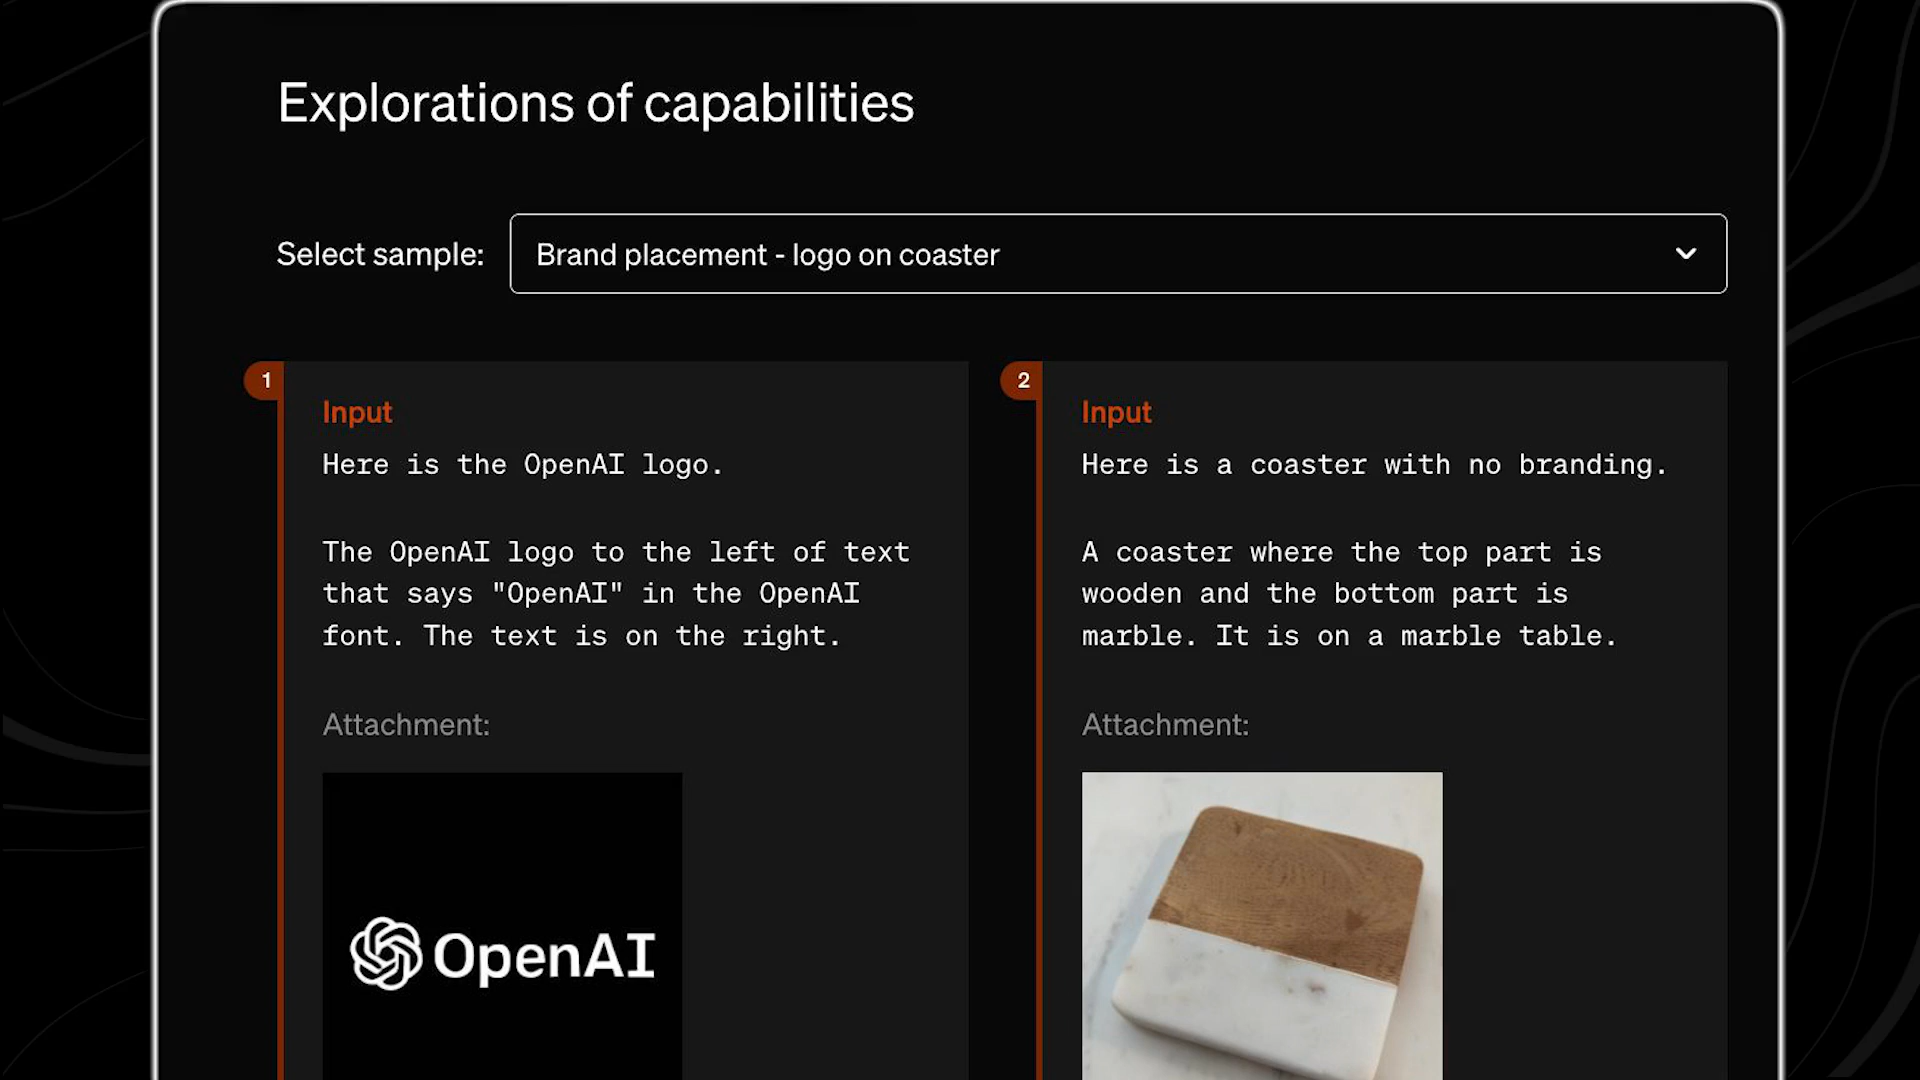 Explorations of capabilities
Select sample:
Brand placement - logo on coaster
1
Input
Here is the OpenAI logo.
The OpenAI logo to the left of text
that says "OpenAI" in the OpenAI
font. The text is on the right.
Attachment:
OpenAI
2
Input
Here is a coaster with no branding.
A coaster where the top part is
wooden and the bottom part is
marble. It is on a marble table.
Attachment: